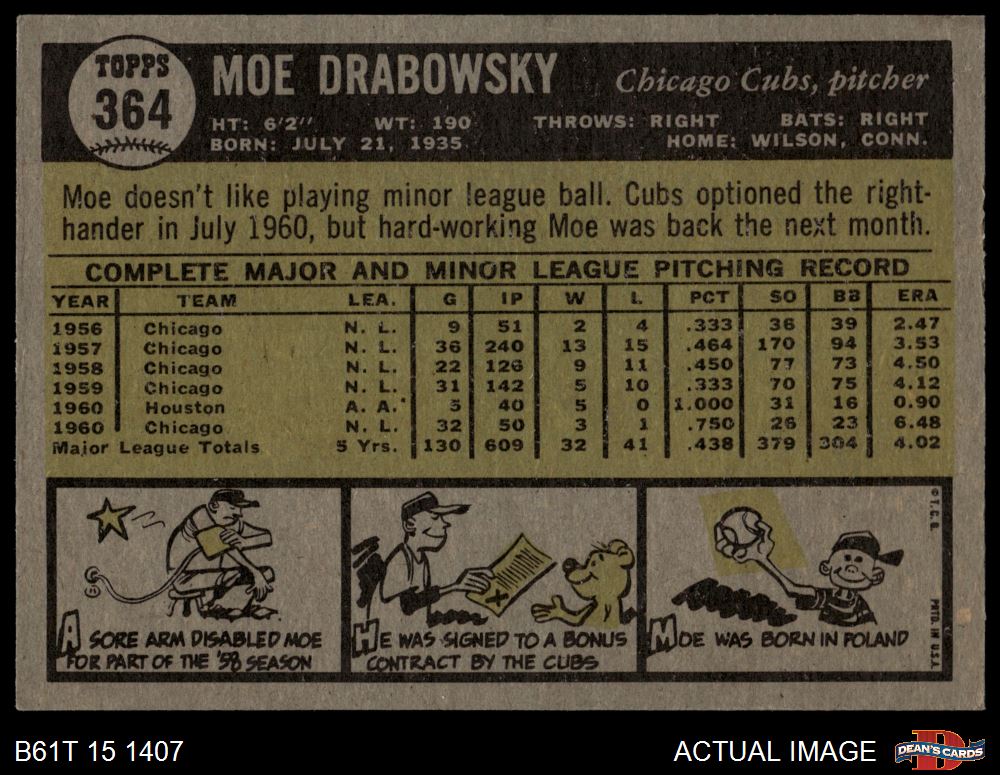 TOPPS
364
MOE DRABOWSKY
Chicago Cubs, pitcher
HT: 6'2" WT: 190 THROWS: RIGHT BATS: RIGHT
BORN: JULY 21, 1935 HOME: WILSON, CONN.
Moe doesn't like playing minor league ball. Cubs optioned the right-
hander in July 1960, but hard-working Moe was back the next month.
COMPLETE MAJOR AND MINOR LEAGUE PITCHING RECORD
YEAR TEAM LEA. G IP W L PCT SO BB ERA
1956 Chicago N. L. 9 51 2 4 .333 36 39 2.47
1957 Chicago N. L. 36 240 13 15 .464 170 94 3.53
1958 Chicago N. L. 22 126 9 11 .450 77 73 4.50
1959 Chicago N. L. 31 142 5 10 .333 70 75 4.12
1960 Houston A. A. 5 40 5 0 1.000 31 16 0.90
1960 Chicago N. L. 32 50 3 1 .750 26 23 6.48
Major League Totals 5 Yrs. 130 609 32 41 .438 379 304 4.02
A SORE ARM DISABLED MOE
FOR PART OF THE '58 SEASON
HE WAS SIGNED TO A BONUS
CONTRACT BY THE CUBS
MOE WAS BORN IN POLAND
© T. C. G.
PRTD. IN U.S.A.
B61T 15 1407
ACTUAL IMAGE
DEAN'S CARDS